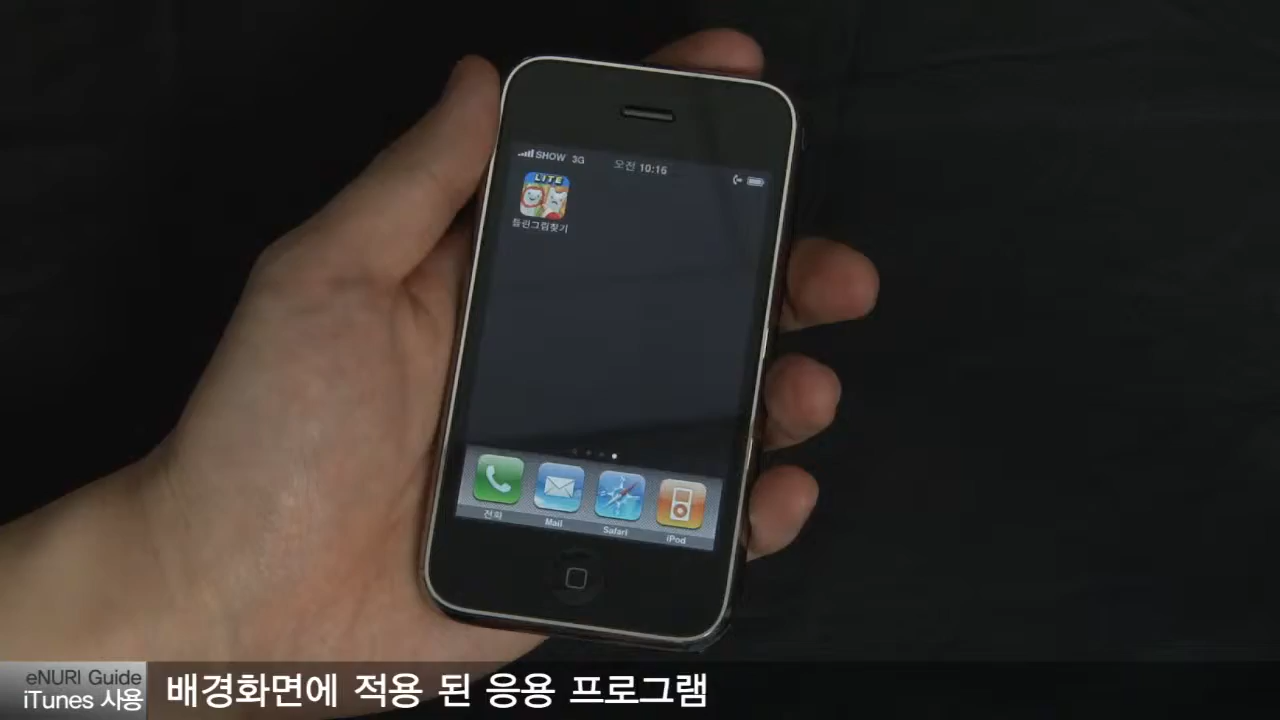 SHOW 3G 오전 10:16
LITE
틀린그림찾기
전화 Mail Safari iPod
eNURI Guide
iTunes 사용
배경화면에 적용 된 응용 프로그램